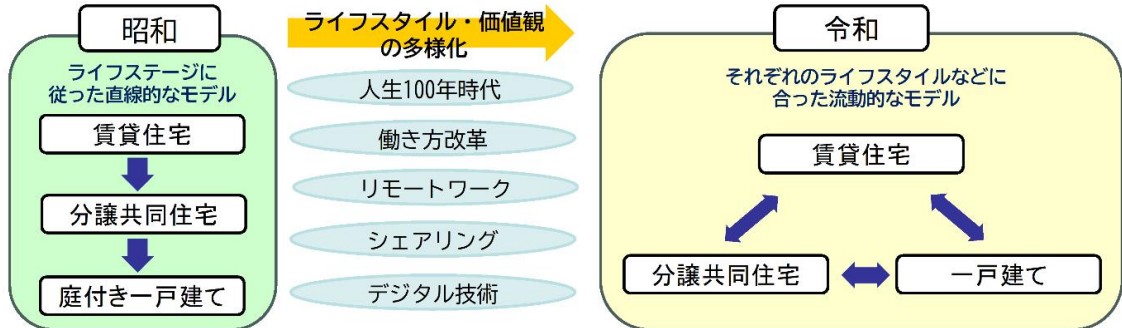 昭和
ライフステージに
従った直線的なモデル
賃貸住宅
分譲共同住宅
庭付き一戸建て
ライフスタイル・価値観
の多様化
人生100年時代
働き方改革
リモートワーク
シェアリング
デジタル技術
令和
それぞれのライフスタイルなどに
合った流動的なモデル
賃貸住宅
分譲共同住宅
一戸建て